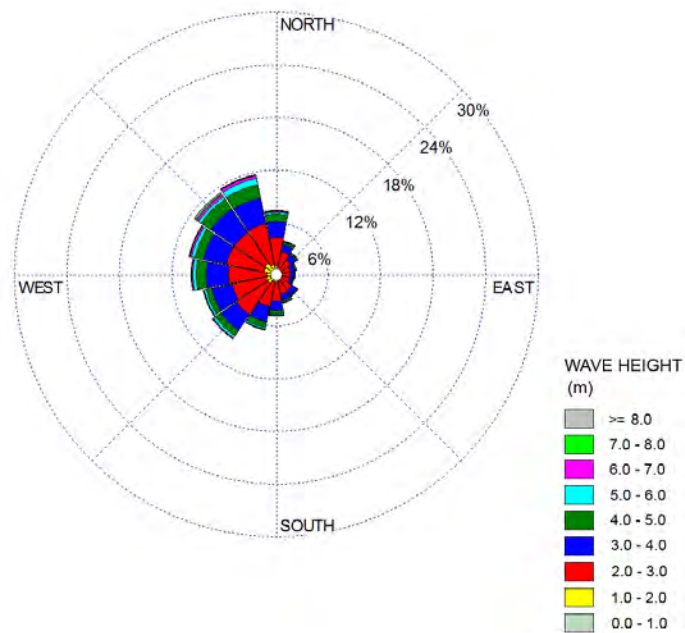 NORTH
30%
24%
18%
12%
6%
WEST
EAST
SOUTH
WAVE HEIGHT
(m)
>= 8.0
7.0 - 8.0
6.0 - 7.0
5.0 - 6.0
4.0 - 5.0
3.0 - 4.0
2.0 - 3.0
1.0 - 2.0
0.0 - 1.0